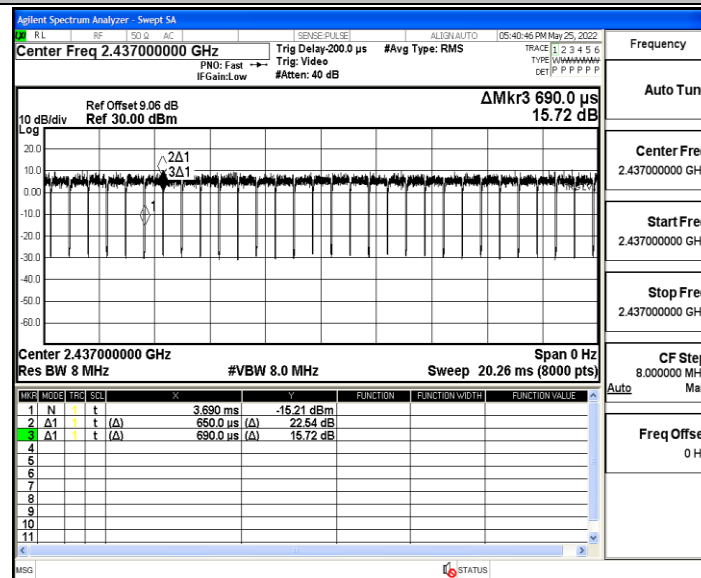 Agilent Spectrum Analyzer - Swept SA
LXI RL RF 50 Ω AC SENSE:PULSE ALIGNAUTO 05:40:46 PM May 25, 2022
Center Freq 2.437000000 GHz
PNO: Fast
IFGain:Low
Trig Delay-200.0 µs
Trig: Video
#Atten: 40 dB
#Avg Type: RMS
TRACE 1 2 3 4 5 6
TYPE WWWWWW
DET P P P P P P
ΔMkr3 690.0 µs
15.72 dB
Ref Offset 9.06 dB
10 dB/div Ref 30.00 dBm
Log
20.0
10.0
0.00
-10.0
-20.0
-30.0
-40.0
-50.0
-60.0
2Δ1
3Δ1
Center 2.437000000 GHz Span 0 Hz
Res BW 8 MHz #VBW 8.0 MHz Sweep 20.26 ms (8000 pts)
MKR MODE TRC SCL X Y FUNCTION FUNCTION WIDTH FUNCTION VALUE
1 N 1 t 3.690 ms -15.21 dBm
2 Δ1 1 t (Δ) 650.0 µs (Δ) 22.54 dB
3 Δ1 1 t (Δ) 690.0 µs (Δ) 15.72 dB
4
5
6
7
8
9
10
11
MSG STATUS
Frequency
Auto Tun
Center Fre
2.437000000 GH
Start Fre
2.437000000 GH
Stop Fre
2.437000000 GH
CF Step
8.000000 MH
Auto Ma
Freq Offse
0 H